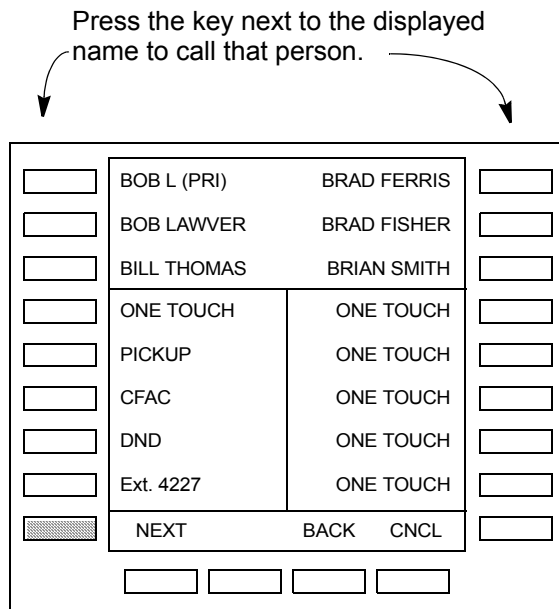 Press the key next to the displayed
name to call that person.
BOB L (PRI) BRAD FERRIS
BOB LAWVER BRAD FISHER
BILL THOMAS BRIAN SMITH
ONE TOUCH ONE TOUCH
PICKUP ONE TOUCH
CFAC ONE TOUCH
DND ONE TOUCH
Ext. 4227 ONE TOUCH
NEXT BACK CNCL